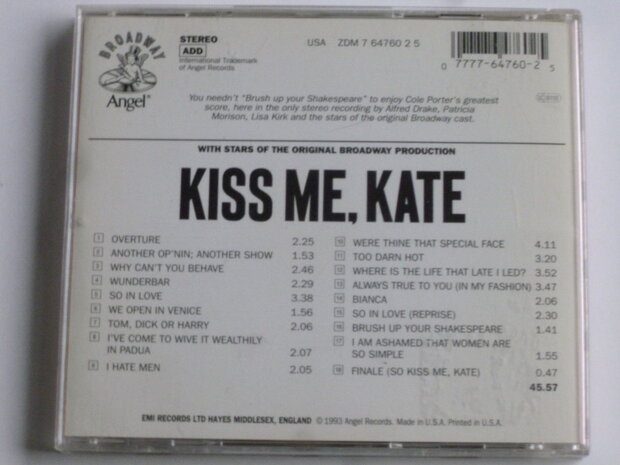 BROADWAY
Angel®
STEREO
ADD
International Trademark
of Angel Records
USA ZDM 7 64760 2 5
0 7777-64760-2 5
You needn't "Brush up your Shakespeare" to enjoy Cole Porter's greatest
score, here in the only stereo recording by Alfred Drake, Patricia
Morison, Lisa Kirk and the stars of the original Broadway cast.
WITH STARS OF THE ORIGINAL BROADWAY PRODUCTION
KISS ME, KATE
1 OVERTURE 2.25
2 ANOTHER OP'NIN; ANOTHER SHOW 1.53
3 WHY CAN'T YOU BEHAVE 2.46
4 WUNDERBAR 2.29
5 SO IN LOVE 3.38
6 WE OPEN IN VENICE 1.56
7 TOM, DICK OR HARRY 2.06
8 I'VE COME TO WIVE IT WEALTHILY
IN PADUA 2.07
9 I HATE MEN 2.05
10 WERE THINE THAT SPECIAL FACE 4.11
11 TOO DARN HOT 3.20
12 WHERE IS THE LIFE THAT LATE I LED? 3.52
13 ALWAYS TRUE TO YOU (IN MY FASHION) 3.47
14 BIANCA 2.06
15 SO IN LOVE (REPRISE) 2.30
16 BRUSH UP YOUR SHAKESPEARE 1.41
17 I AM ASHAMED THAT WOMEN ARE
SO SIMPLE 1.55
18 FINALE (SO KISS ME, KATE) 0.47
45.57
EMI RECORDS LTD HAYES MIDDLESEX, ENGLAND © 1993 Angel Records. Made in U.S.A. Printed in U.S.A.